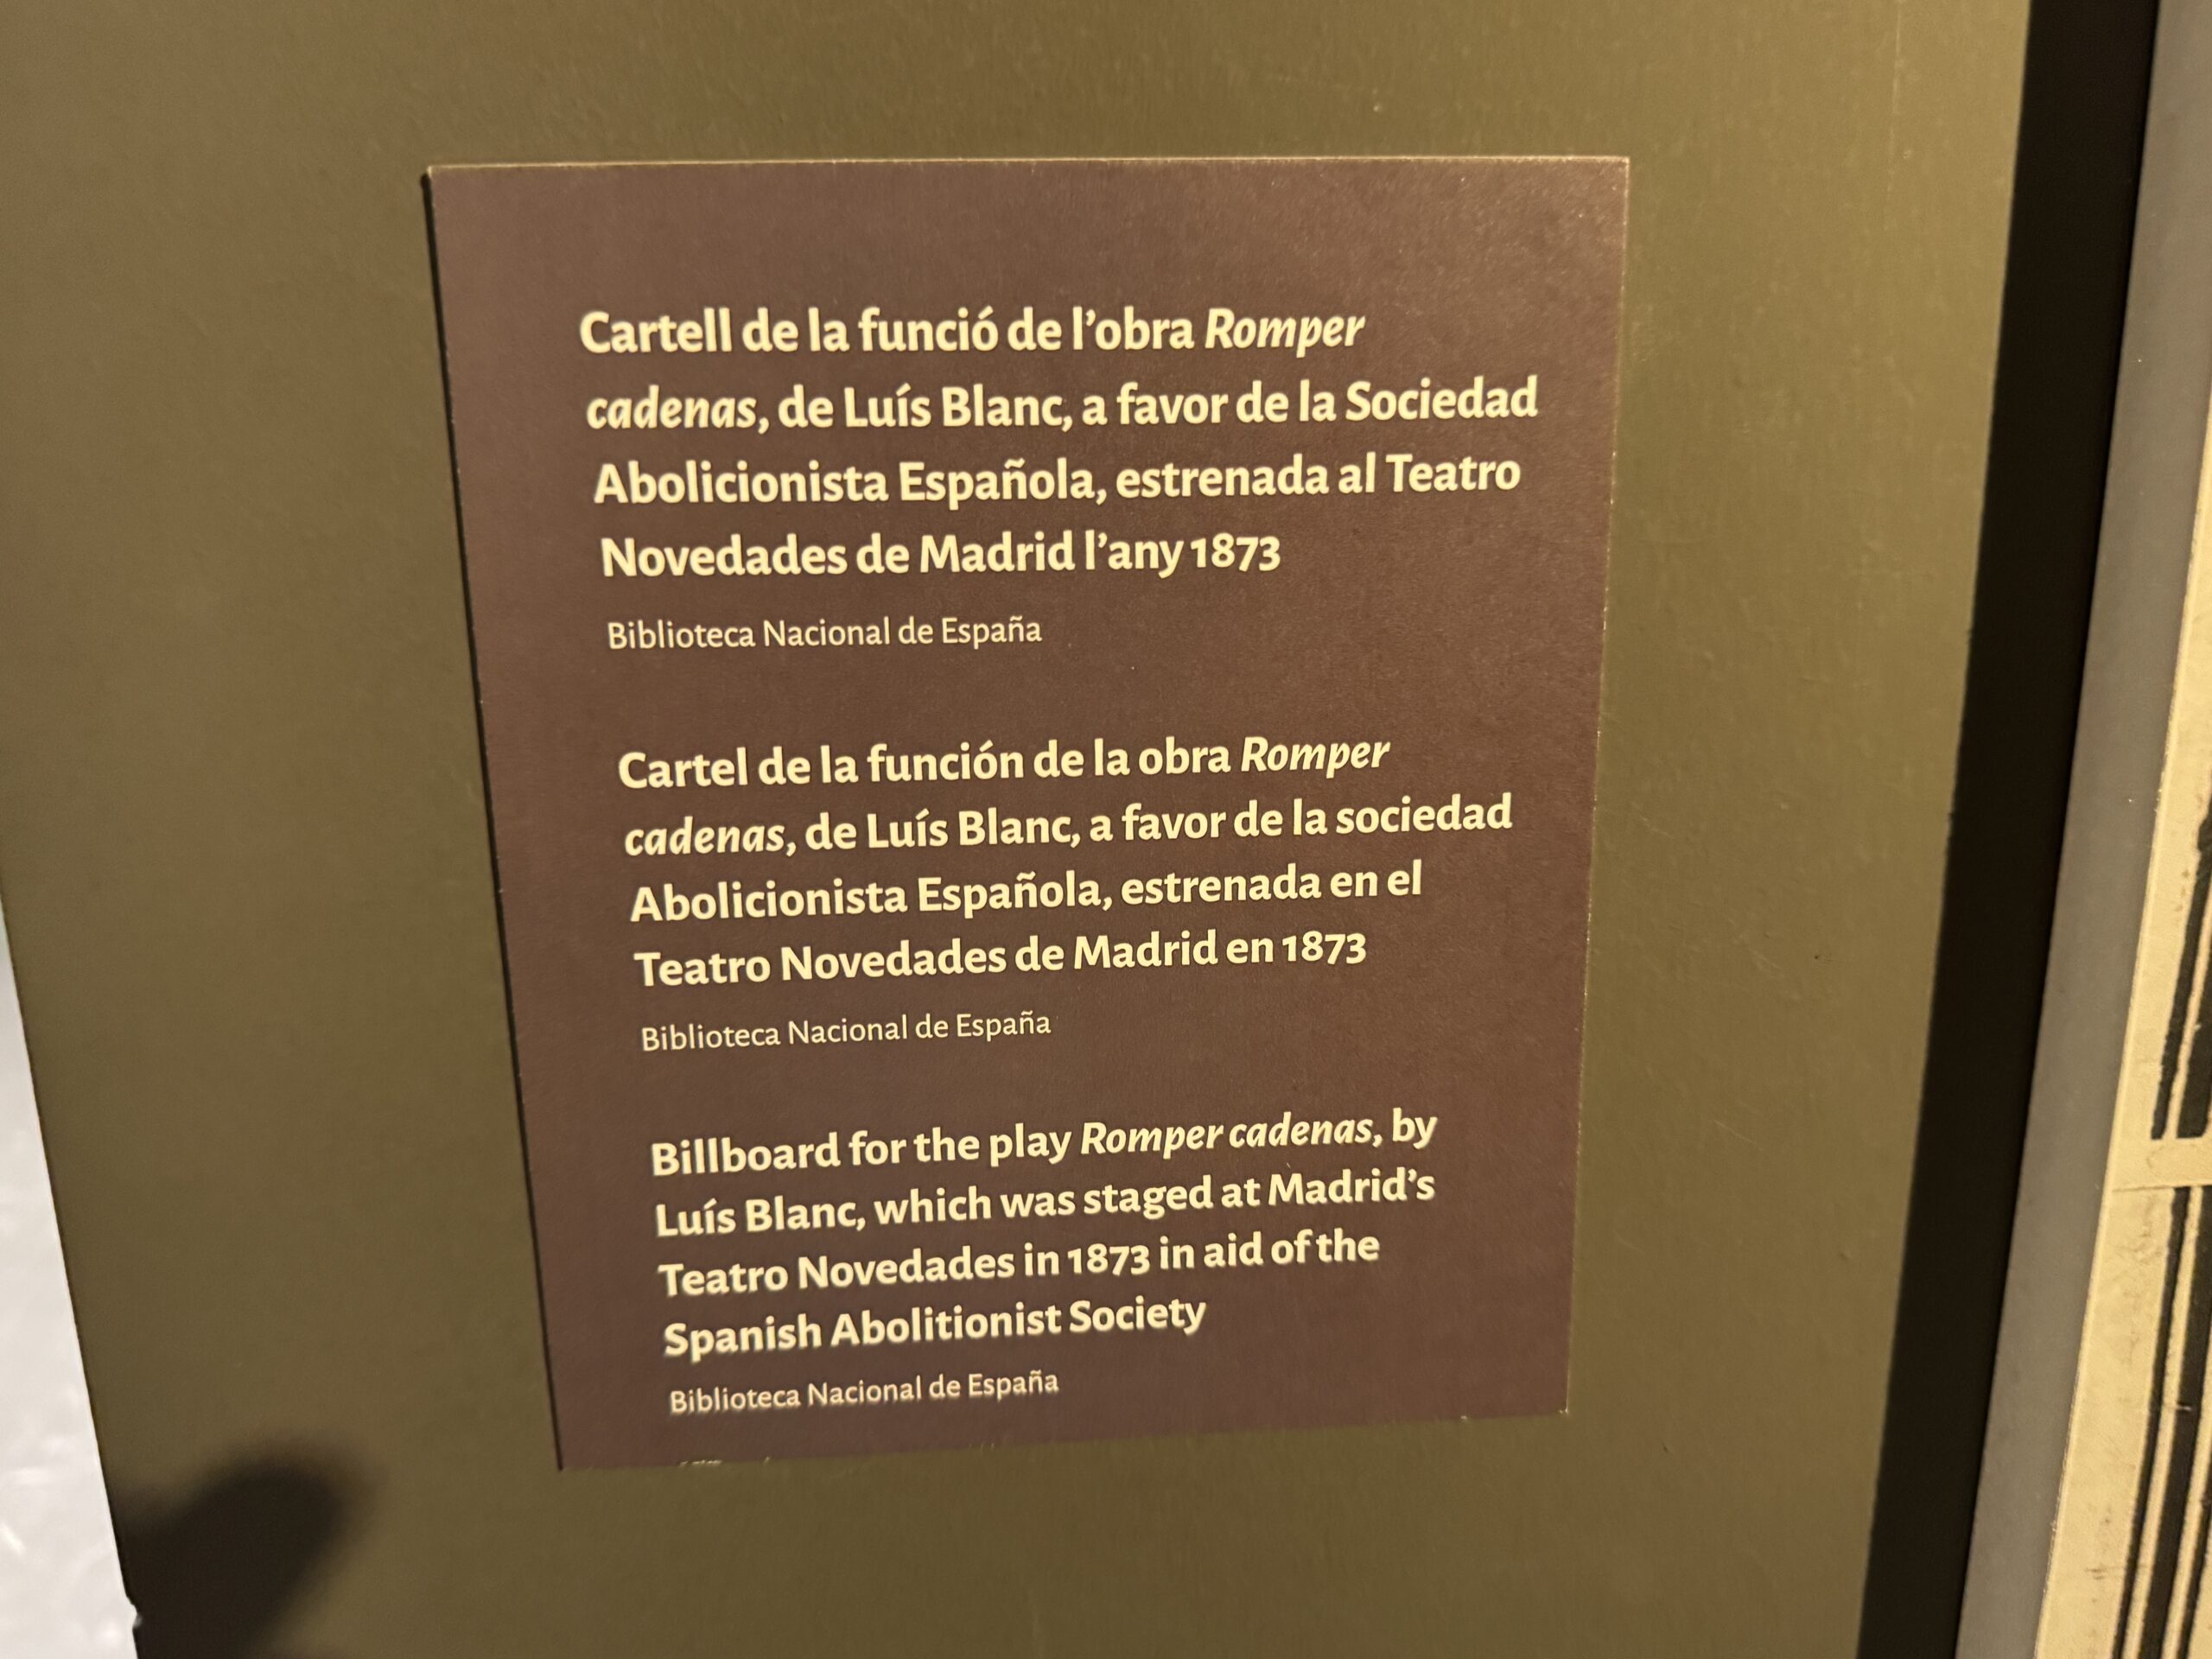 Cartell de la funció de l’obra Romper
cadenas, de Luís Blanc, a favor de la Sociedad
Abolicionista Española, estrenada al Teatro
Novedades de Madrid l’any 1873
Biblioteca Nacional de España
Cartel de la función de la obra Romper
cadenas, de Luís Blanc, a favor de la sociedad
Abolicionista Española, estrenada en el
Teatro Novedades de Madrid en 1873
Biblioteca Nacional de España
Billboard for the play Romper cadenas, by
Luís Blanc, which was staged at Madrid’s
Teatro Novedades in 1873 in aid of the
Spanish Abolitionist Society
Biblioteca Nacional de España